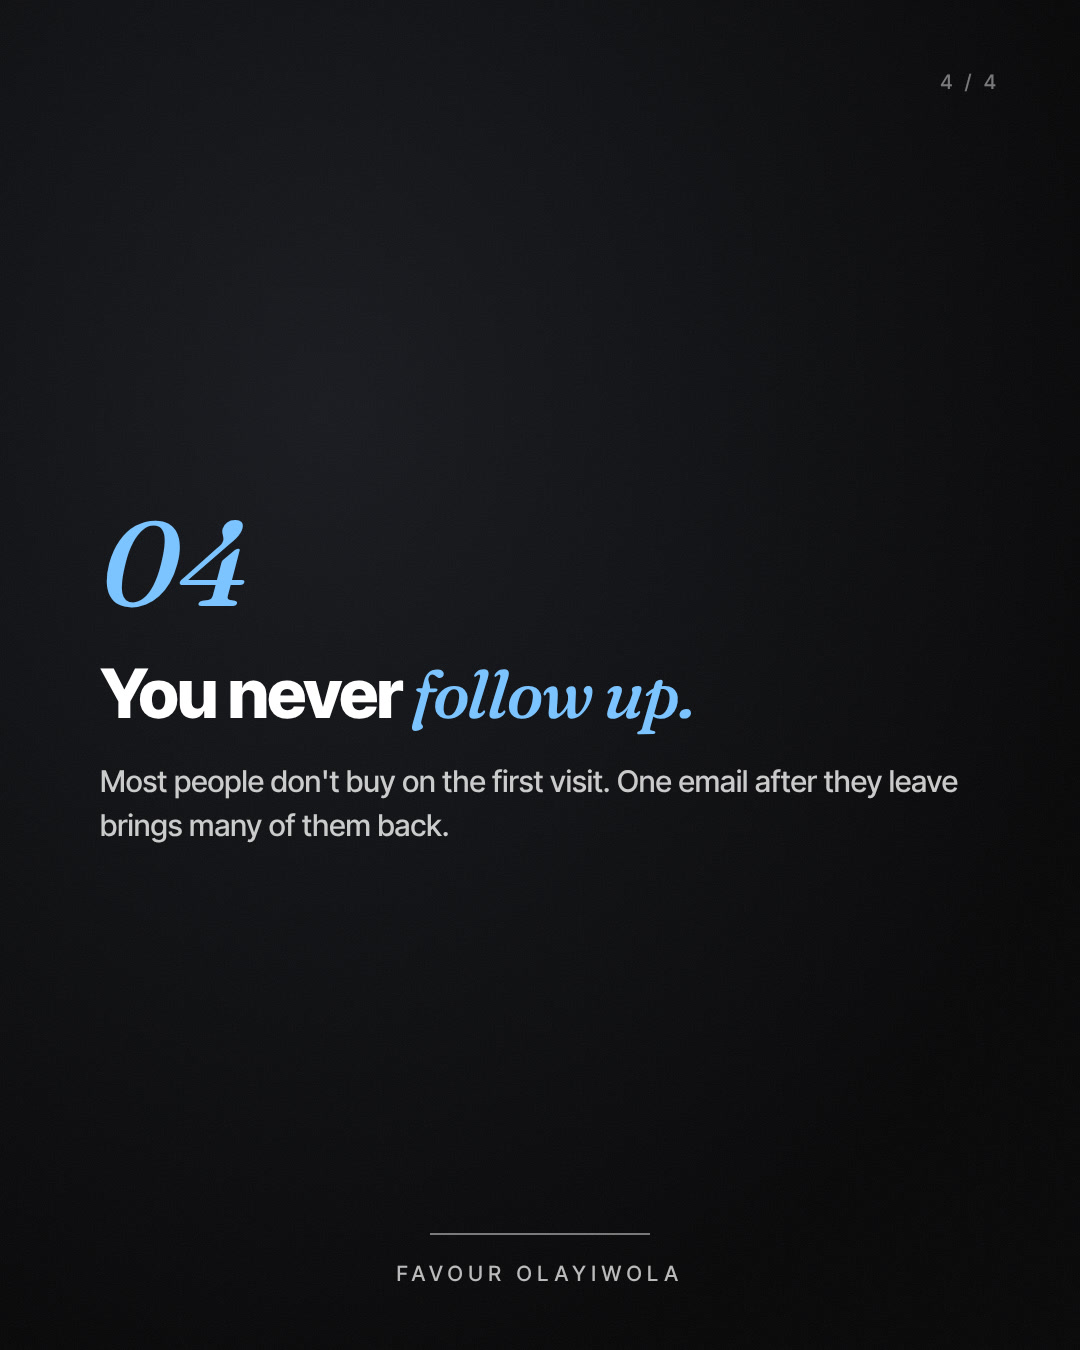 4 / 4
04
You never follow up.
Most people don't buy on the first visit. One email after they leave
brings many of them back.
FAVOUR OLAYIWOLA